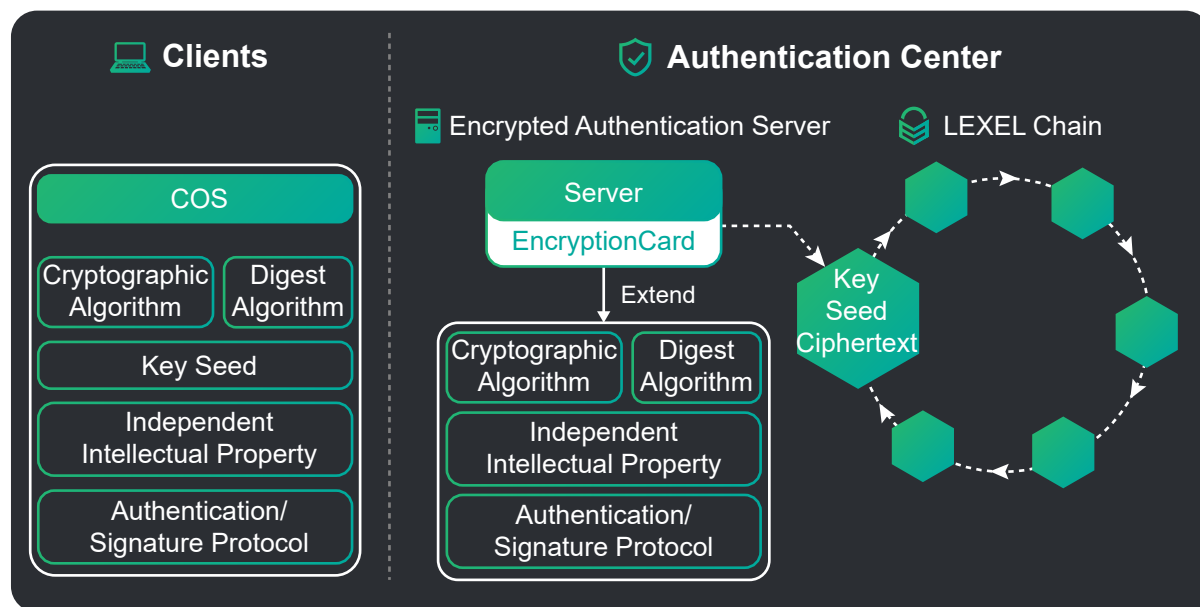 Clients
COS
Cryptographic
Algorithm
Digest
Algorithm
Key Seed
Independent
Intellectual Property
Authentication/
Signature Protocol
Authentication Center
Encrypted Authentication Server
Server
EncryptionCard
Extend
Cryptographic
Algorithm
Digest
Algorithm
Independent
Intellectual Property
Authentication/
Signature Protocol
LEXEL Chain
Key
Seed
Ciphertext